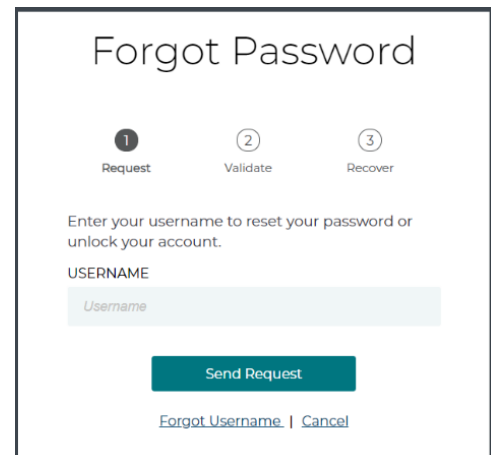 Forgot Password
1 2 3
Request Validate Recover
Enter your username to reset your password or
unlock your account.
USERNAME
Username
Send Request
Forgot Username | Cancel